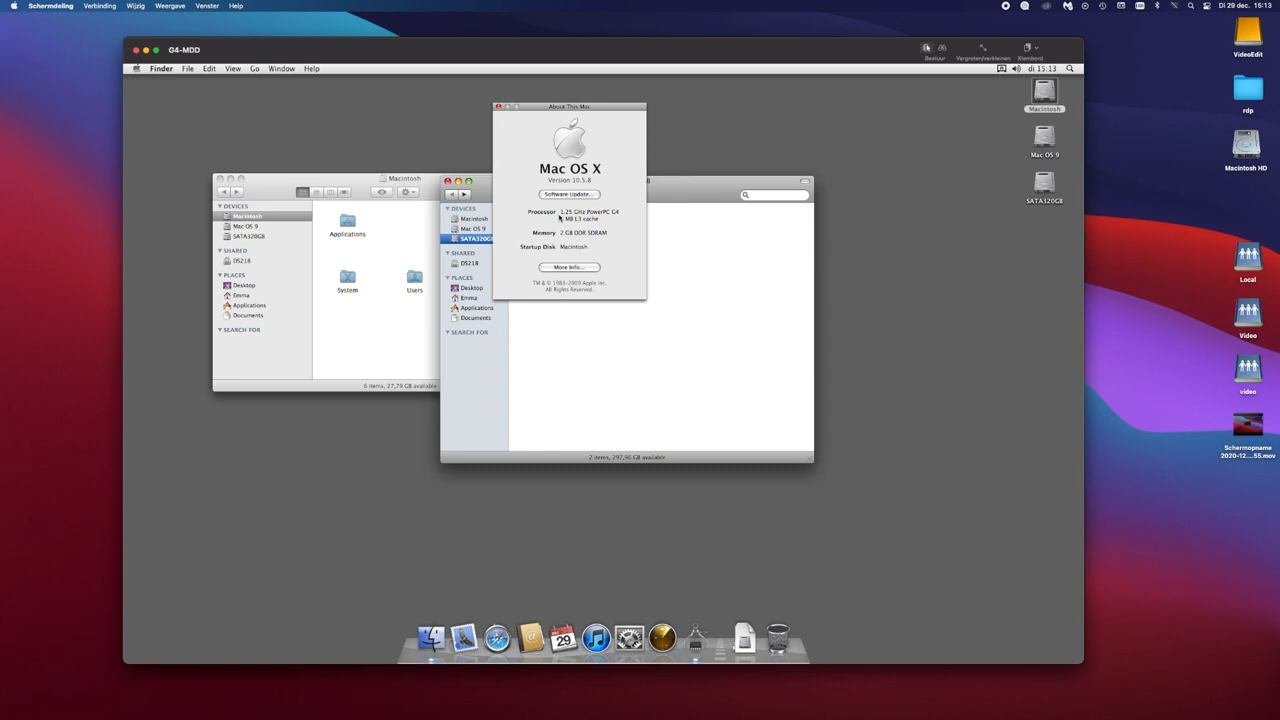 Schermdeling Verbinding Wijzig Weergave Venster Help
Di 29 dec. 15:13
G4-MDD
Bestuur
Vergroten/verkleinen
Klembord
Finder File Edit View Go Window Help
di 15:13
Macintosh
DEVICES
Macintosh
Mac OS 9
SATA320GB
SHARED
DS218
PLACES
Desktop
Emma
Applications
Documents
SEARCH FOR
Applications
System
Users
6 items, 27,79 GB available
DEVICES
Macintosh
Mac OS 9
SATA320GB
SHARED
DS218
PLACES
Desktop
Emma
Applications
Documents
SEARCH FOR
2 items, 297,96 GB available
About This Mac
Mac OS X
Version 10.5.8
Software Update...
Processor 1.25 GHz PowerPC G4
MB L3 cache
Memory 2 GB DDR SDRAM
Startup Disk Macintosh
More Info...
TM & © 1983-2009 Apple Inc.
All Rights Reserved.
DEC
29
Macintosh
Mac OS 9
SATA320GB
VideoEdit
rdp
Macintosh HD
Local
Video
video
Schermopname
2020-12....55.mov